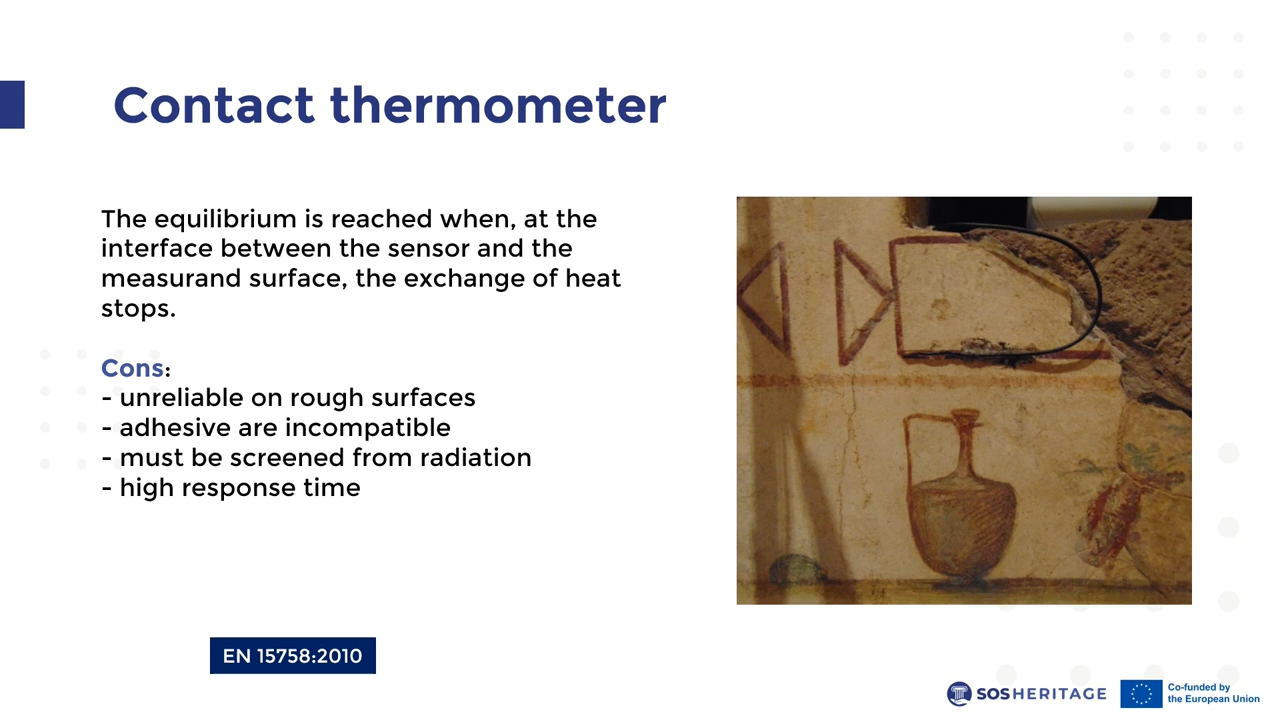 Contact thermometer
The equilibrium is reached when, at the
interface between the sensor and the
measurand surface, the exchange of heat
stops.
Cons:
- unreliable on rough surfaces
- adhesive are incompatible
- must be screened from radiation
- high response time
EN 15758:2010
SOSHERITAGE
Co-funded by
the European Union